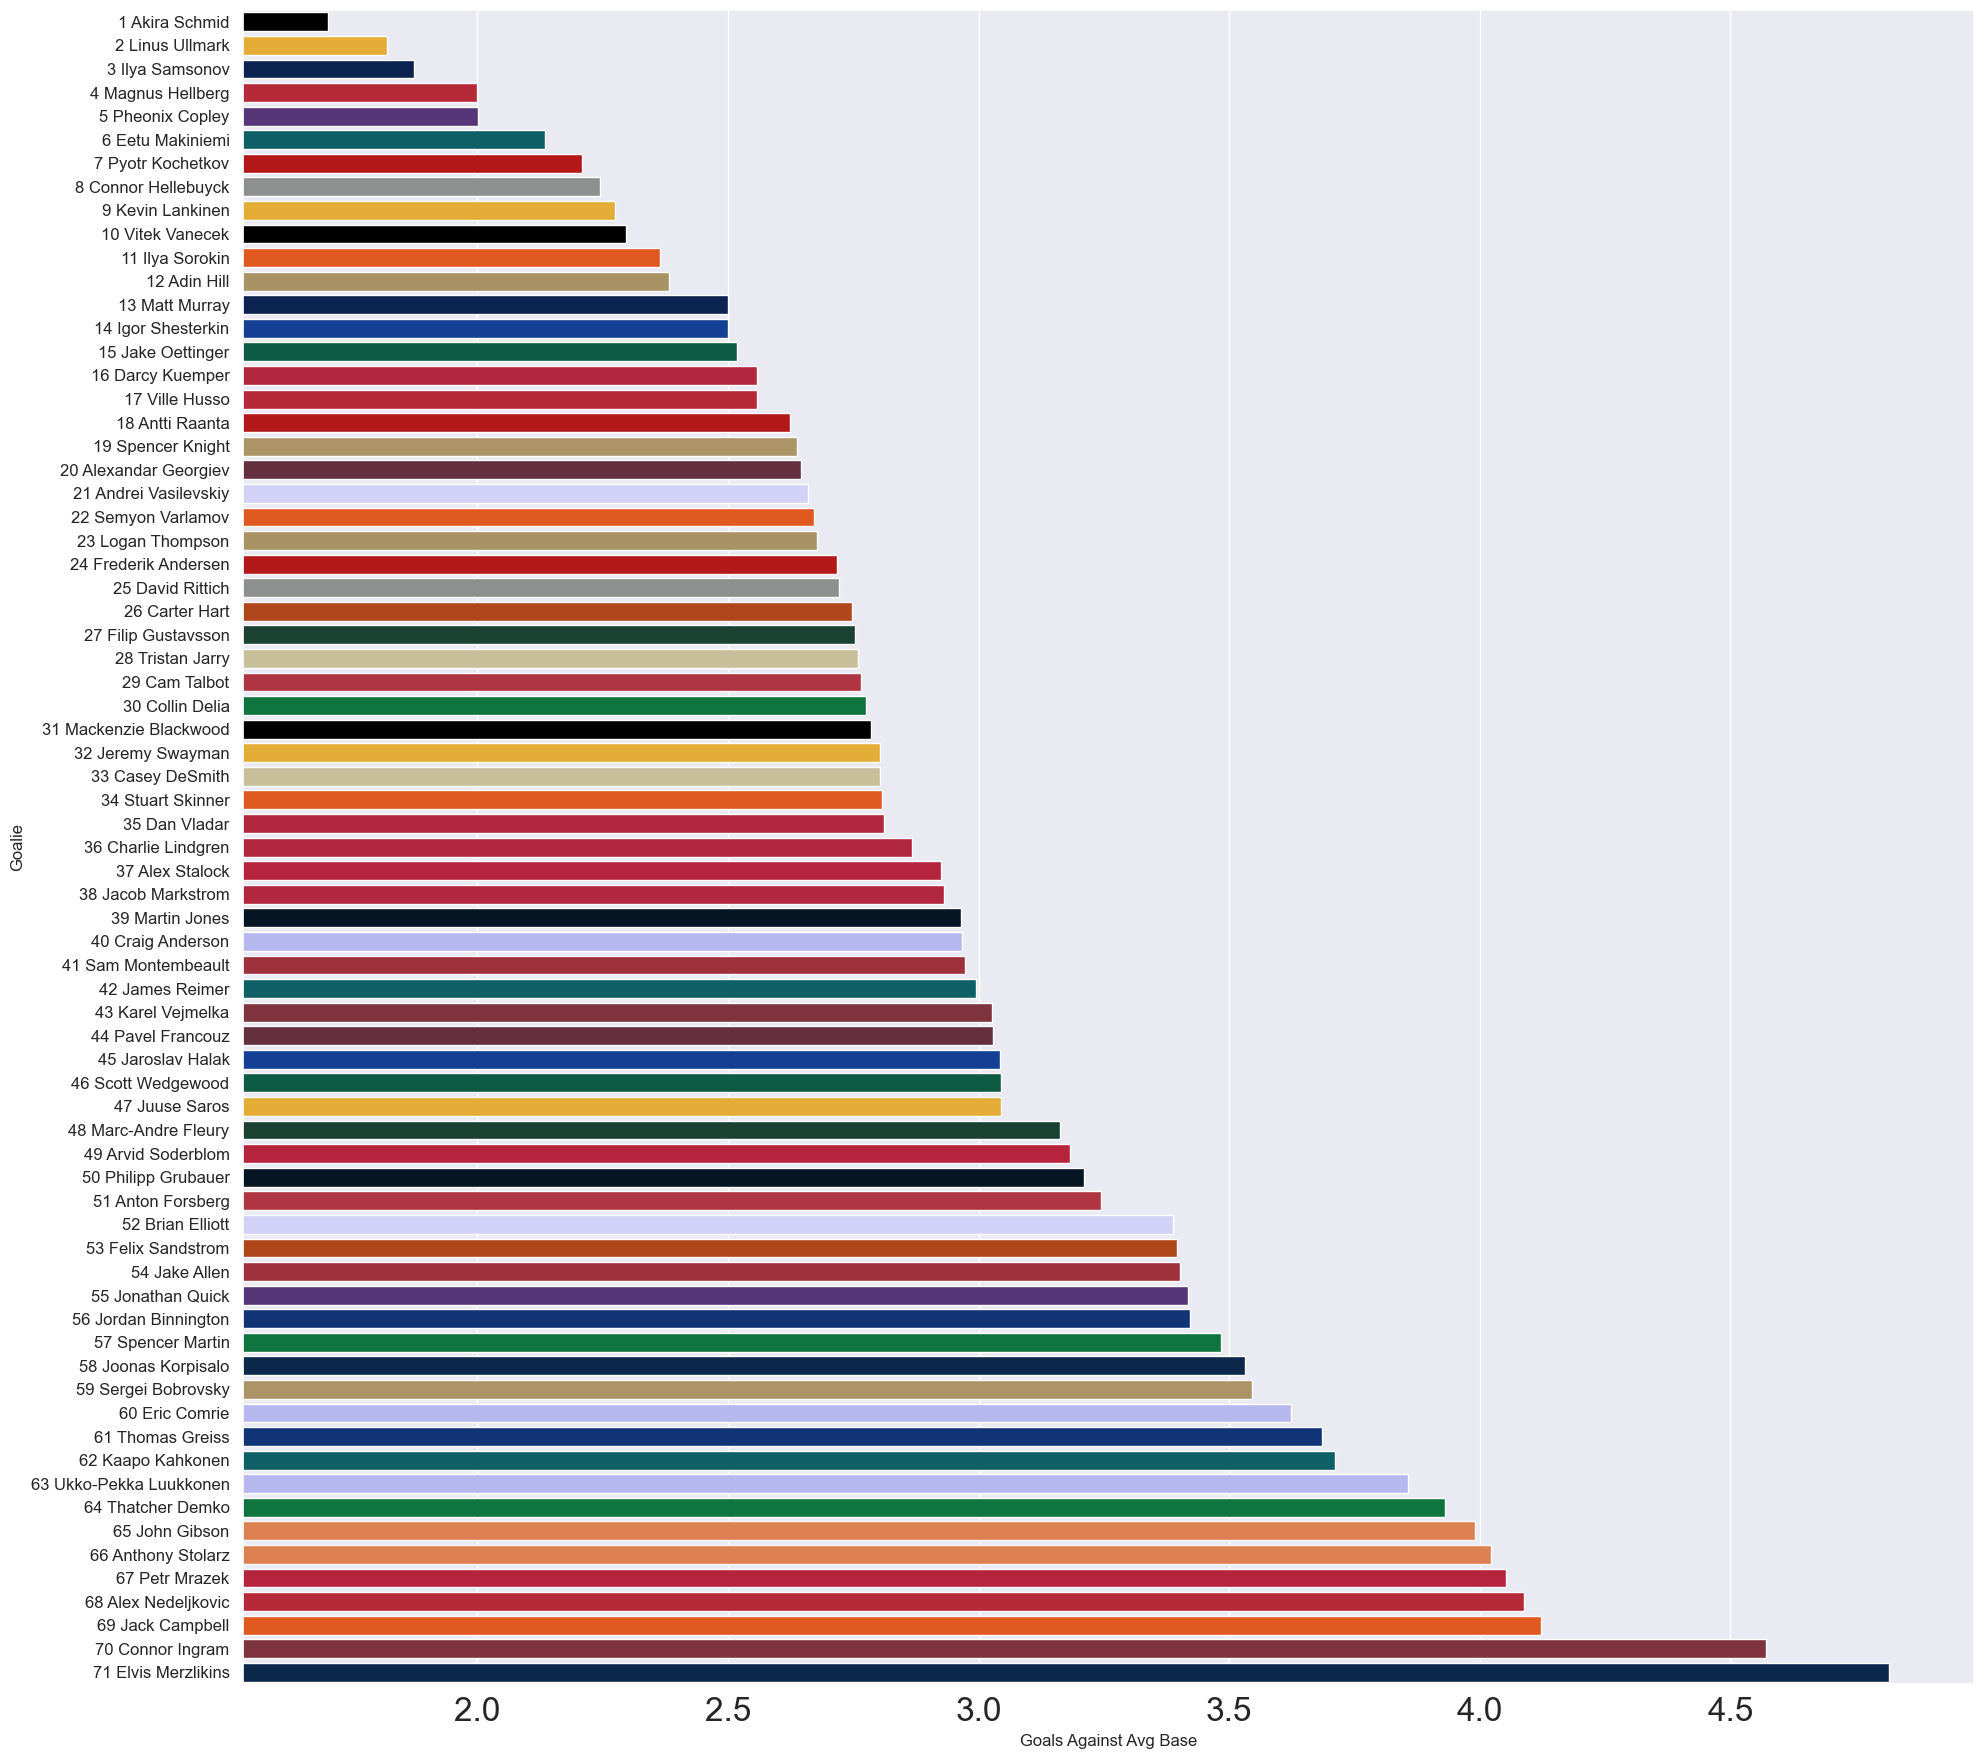 1 Akira Schmid
2 Linus Ullmark
3 Ilya Samsonov
4 Magnus Hellberg
5 Pheonix Copley
6 Eetu Makiniemi
7 Pyotr Kochetkov
8 Connor Hellebuyck
9 Kevin Lankinen
10 Vitek Vanecek
11 Ilya Sorokin
12 Adin Hill
13 Matt Murray
14 Igor Shesterkin
15 Jake Oettinger
16 Darcy Kuemper
17 Ville Husso
18 Antti Raanta
19 Spencer Knight
20 Alexandar Georgiev
21 Andrei Vasilevskiy
22 Semyon Varlamov
23 Logan Thompson
24 Frederik Andersen
25 David Rittich
26 Carter Hart
27 Filip Gustavsson
28 Tristan Jarry
29 Cam Talbot
30 Collin Delia
31 Mackenzie Blackwood
32 Jeremy Swayman
33 Casey DeSmith
34 Stuart Skinner
35 Dan Vladar
36 Charlie Lindgren
37 Alex Stalock
38 Jacob Markstrom
39 Martin Jones
40 Craig Anderson
41 Sam Montembeault
42 James Reimer
43 Karel Vejmelka
44 Pavel Francouz
45 Jaroslav Halak
46 Scott Wedgewood
47 Juuse Saros
48 Marc-Andre Fleury
49 Arvid Soderblom
50 Philipp Grubauer
51 Anton Forsberg
52 Brian Elliott
53 Felix Sandstrom
54 Jake Allen
55 Jonathan Quick
56 Jordan Binnington
57 Spencer Martin
58 Joonas Korpisalo
59 Sergei Bobrovsky
60 Eric Comrie
61 Thomas Greiss
62 Kaapo Kahkonen
63 Ukko-Pekka Luukkonen
64 Thatcher Demko
65 John Gibson
66 Anthony Stolarz
67 Petr Mrazek
68 Alex Nedeljkovic
69 Jack Campbell
70 Connor Ingram
71 Elvis Merzlikins
Goalie
2.0 2.5 3.0 3.5 4.0 4.5
Goals Against Avg Base